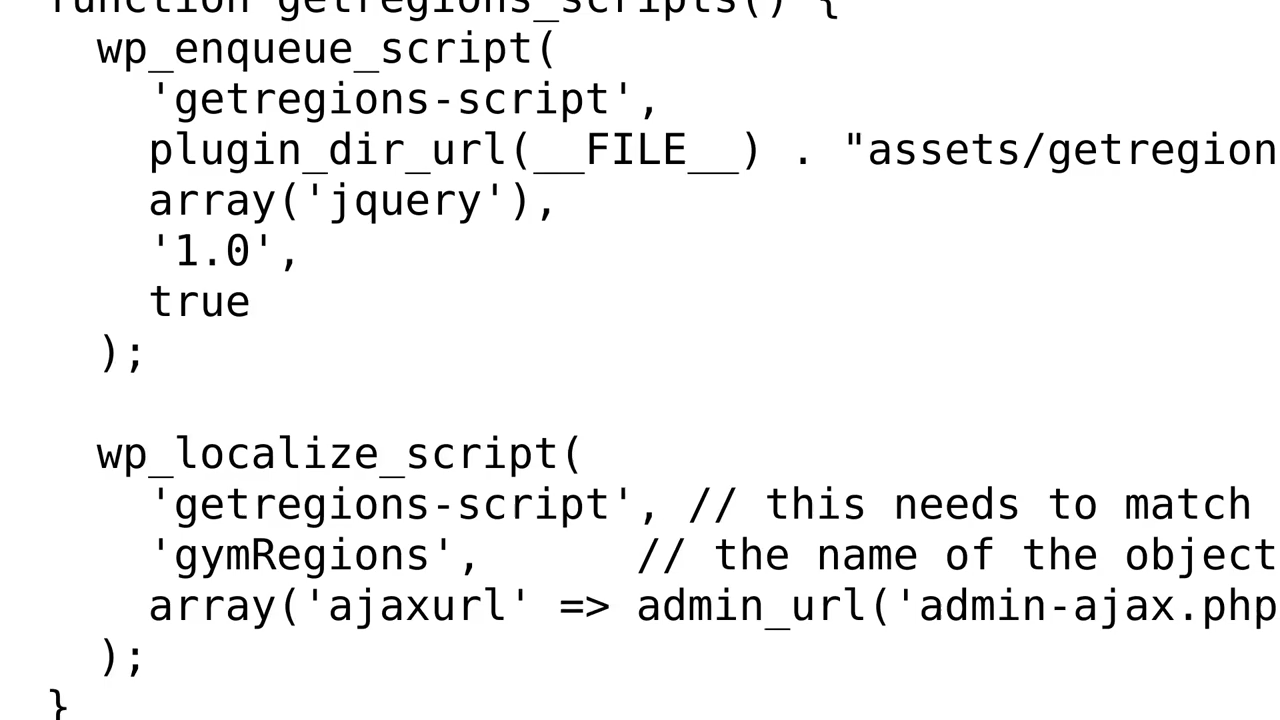 function getregions_scripts() {
  wp_enqueue_script(
    'getregions-script',
    plugin_dir_url(__FILE__) . "assets/getregion
    array('jquery'),
    '1.0',
    true
  );

  wp_localize_script(
    'getregions-script', // this needs to match
    'gymRegions',      // the name of the object
    array('ajaxurl' => admin_url('admin-ajax.php
  );
}